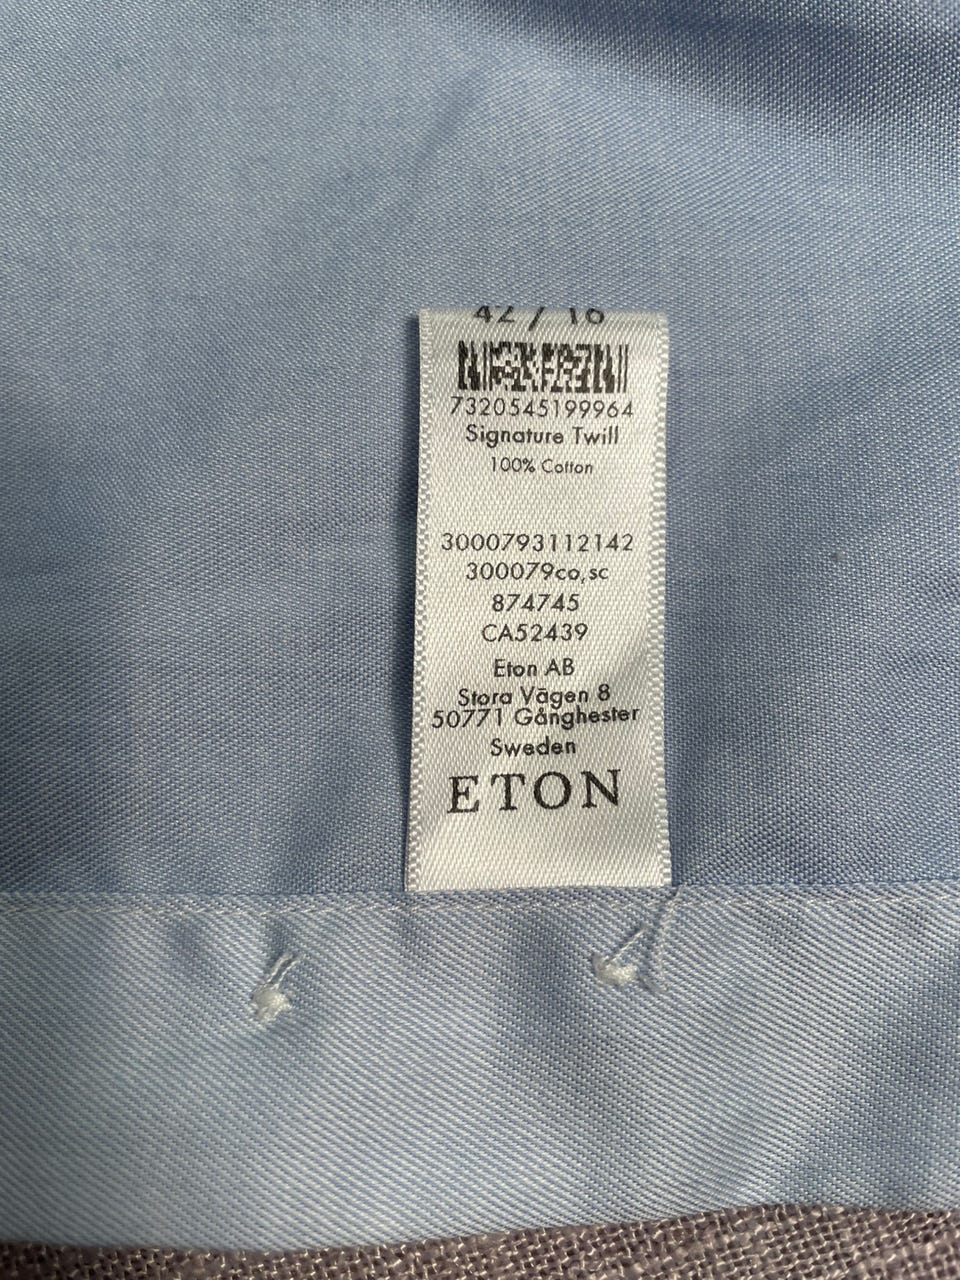 42 / 16
7320545199964
Signature Twill
100% Cotton
3000793112142
300079co,sc
874745
CA52439
Eton AB
Stora Vägen 8
50771 Gånghester
Sweden
ETON